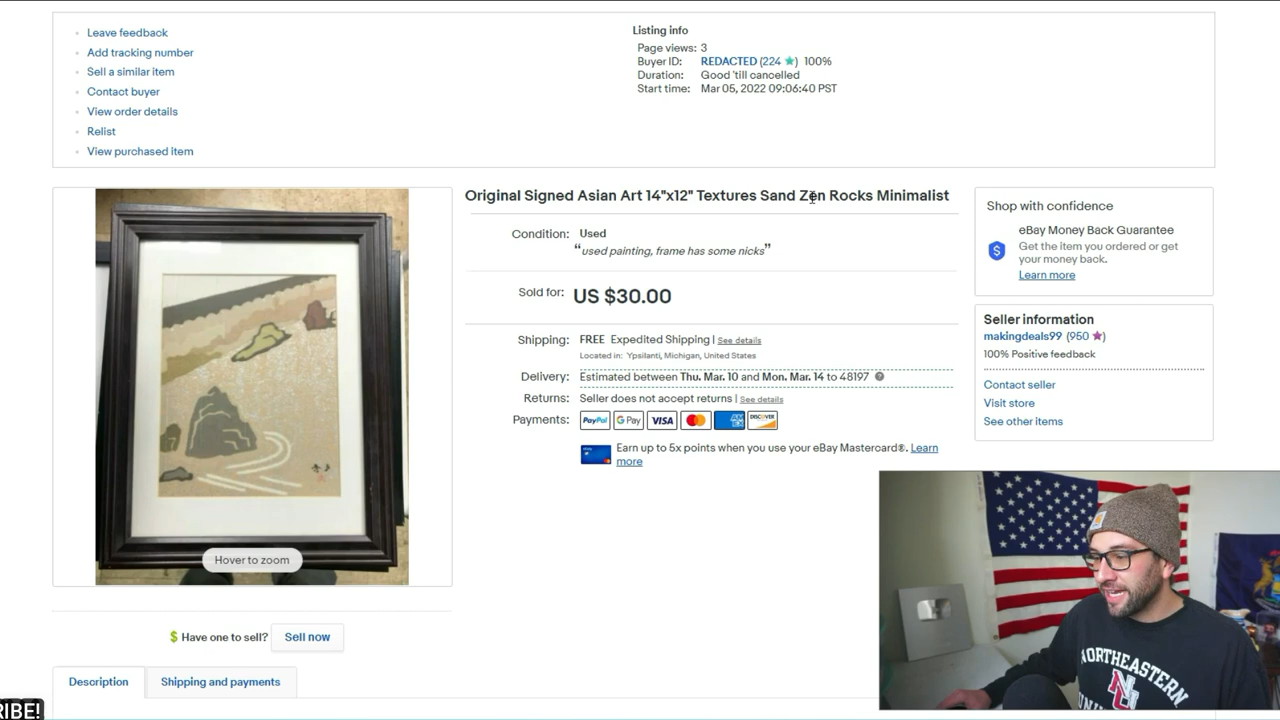 Leave feedback
Add tracking number
Sell a similar item
Contact buyer
View order details
Relist
View purchased item
Listing info
Page views: 3
Buyer ID: REDACTED (224 ★) 100%
Duration: Good 'till cancelled
Start time: Mar 05, 2022 09:06:40 PST
Hover to zoom
$ Have one to sell? Sell now
Original Signed Asian Art 14"x12" Textures Sand Zen Rocks Minimalist
Condition: Used
“used painting, frame has some nicks”
Sold for: US $30.00
Shipping: FREE Expedited Shipping | See details
Located in: Ypsilanti, Michigan, United States
Delivery: Estimated between Thu. Mar. 10 and Mon. Mar. 14 to 48197
Returns: Seller does not accept returns | See details
Payments: PayPal G Pay VISA AM EX DISCOVER
Earn up to 5x points when you use your eBay Mastercard®. Learn
more
Shop with confidence
eBay Money Back Guarantee
Get the item you ordered or get
your money back.
Learn more
Seller information
makingdeals99 (950 ★)
100% Positive feedback
Contact seller
Visit store
See other items
Description
Shipping and payments
RIBE!
NORTHEASTERN